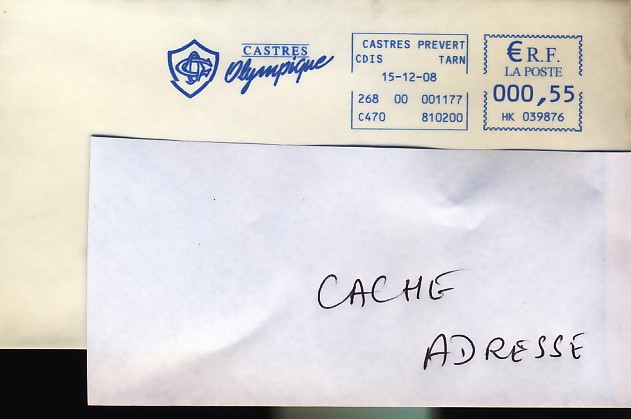 CASTRES
Olympique
CASTRES PREVERT
CDIS TARN
15-12-08
268 00 001177
C470 810200
€ R.F.
LA POSTE
000,55
HK 039876
CACHE
ADRESSE